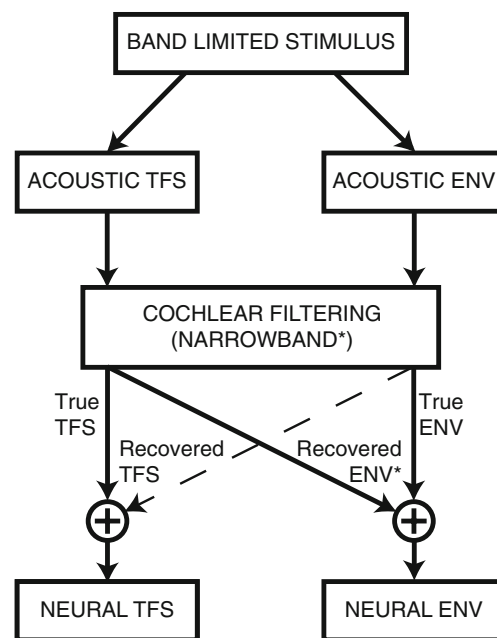 BAND LIMITED STIMULUS
ACOUSTIC TFS
ACOUSTIC ENV
COCHLEAR FILTERING
(NARROWBAND*)
True
TFS
True
ENV
Recovered
TFS
Recovered
ENV*
NEURAL TFS
NEURAL ENV